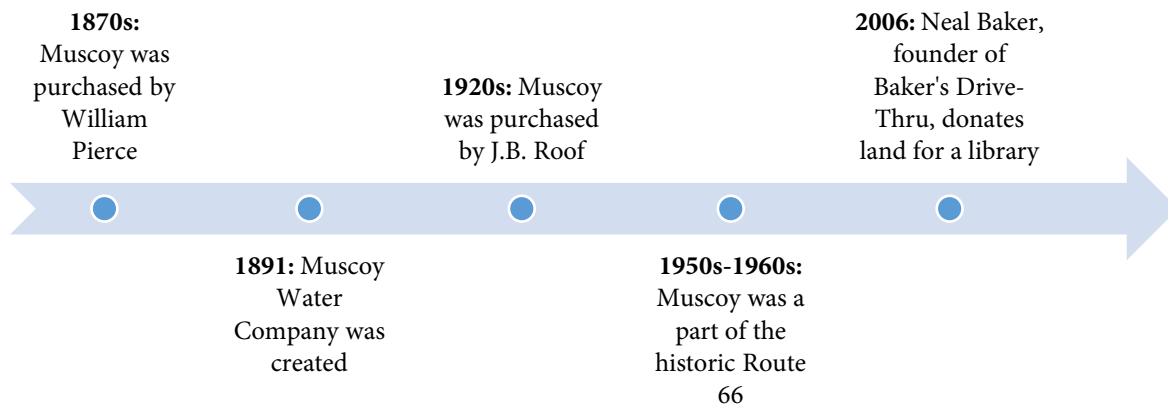 1870s:
Muscoy was
purchased by
William
Pierce
1891: Muscoy
Water
Company was
created
1920s: Muscoy
was purchased
by J.B. Roof
1950s-1960s:
Muscoy was a
part of the
historic Route
66
2006: Neal Baker,
founder of
Baker's Drive-
Thru, donates
land for a library